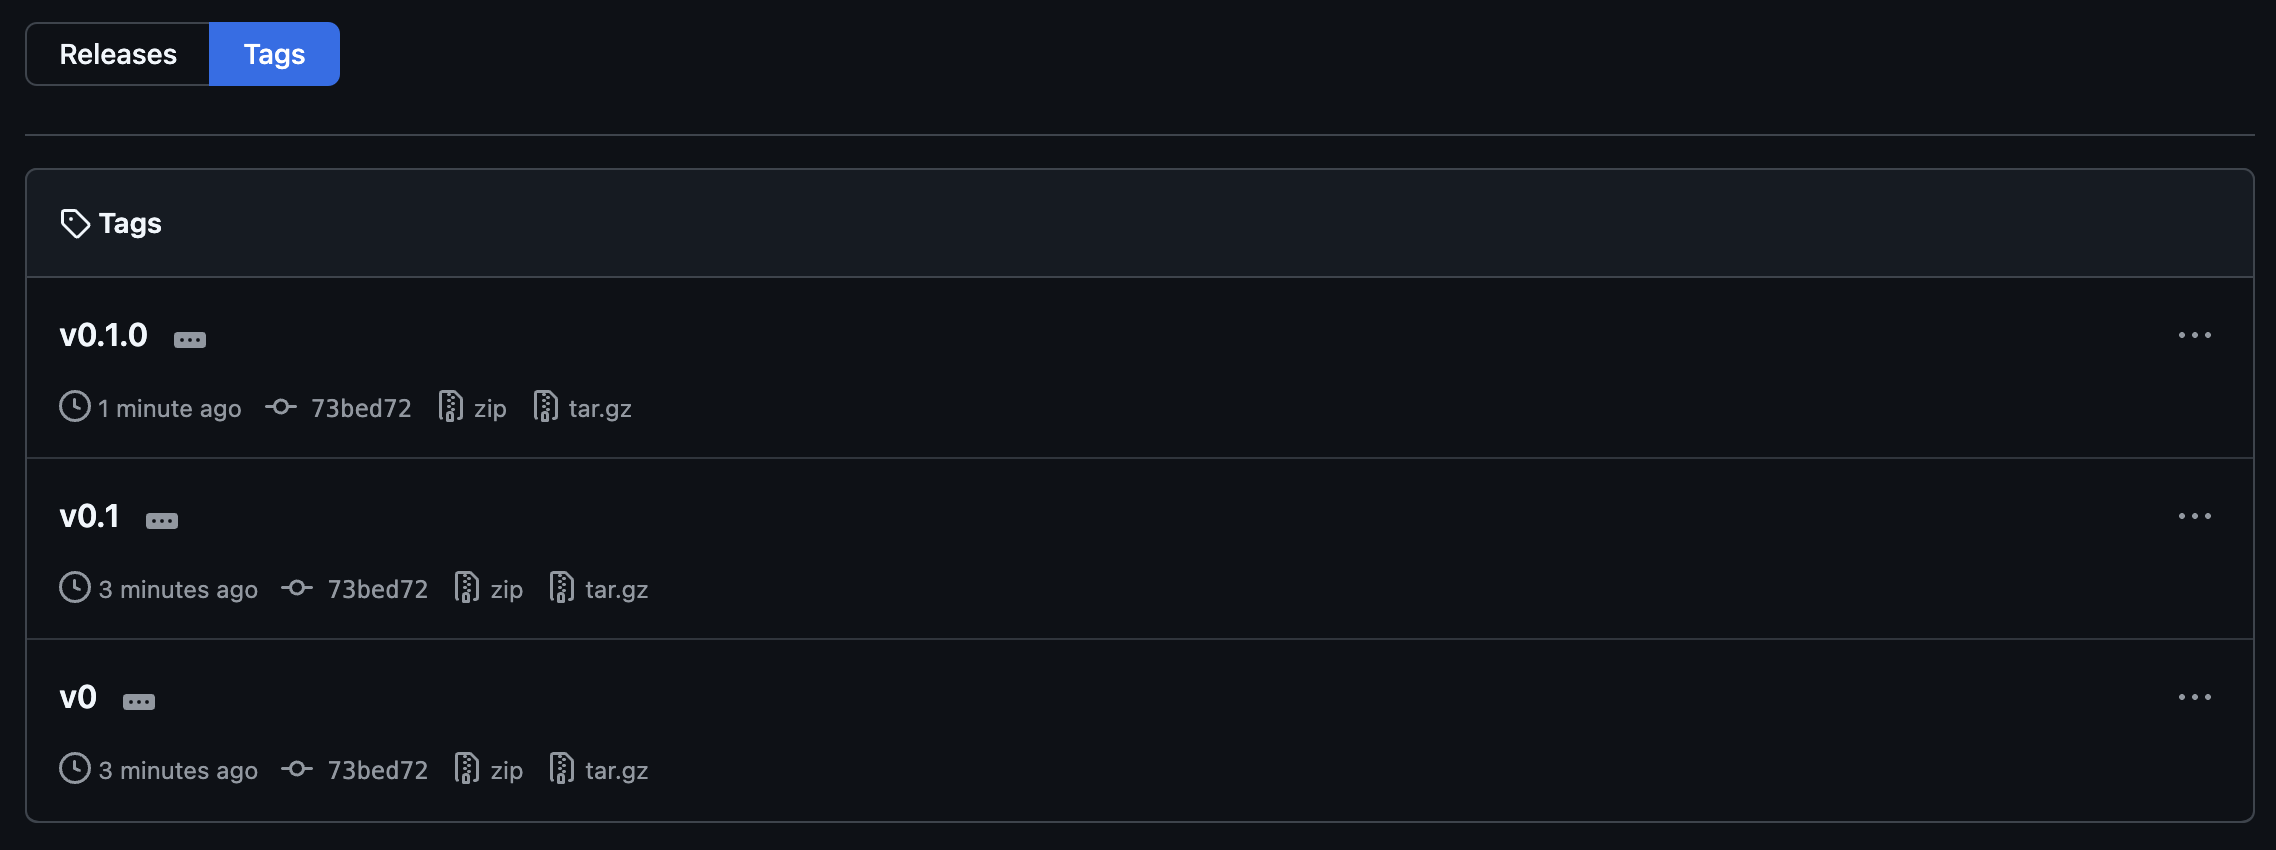 Releases Tags
Tags
v0.1.0
1 minute ago 73bed72 zip tar.gz
v0.1
3 minutes ago 73bed72 zip tar.gz
v0
3 minutes ago 73bed72 zip tar.gz